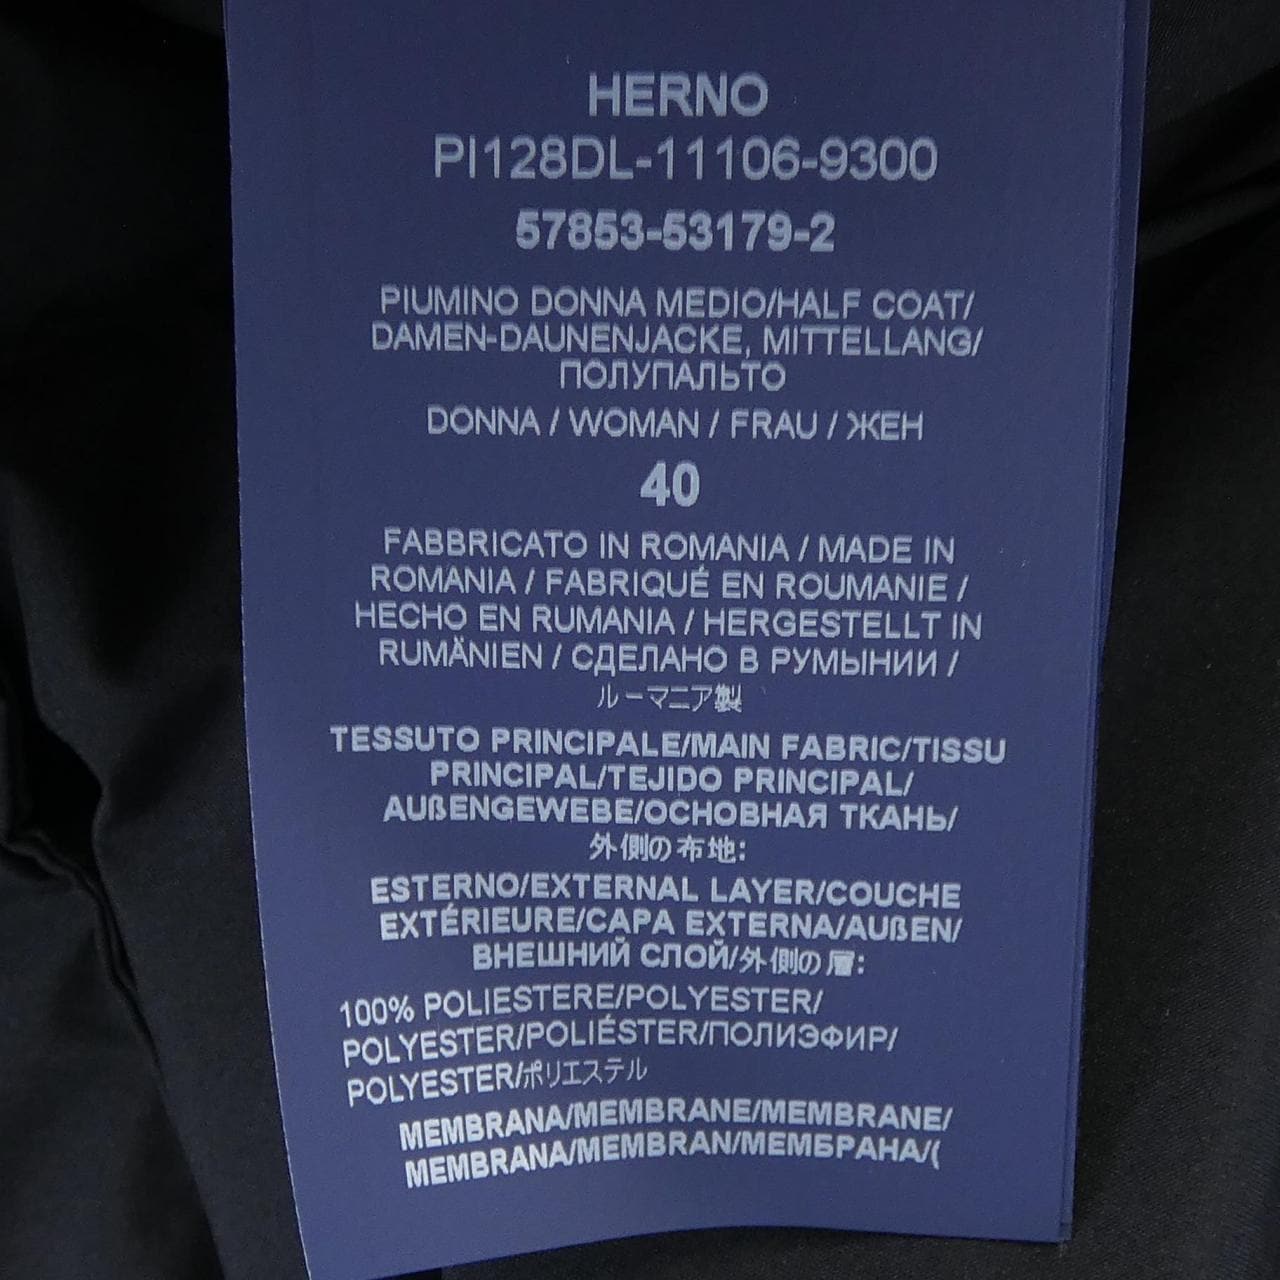 HERNO
PI128DL-11106-9300
57853-53179-2
PIUMINO DONNA MEDIO/HALF COAT/
DAMEN-DAUNENJACKE, MITTELLANG/
ПОЛУПАЛЬТО
DONNA / WOMAN / FRAU / ЖЕН
40
FABBRICATO IN ROMANIA / MADE IN
ROMANIA / FABRIQUÉ EN ROUMANIE /
HECHO EN RUMANIA / HERGESTELLT IN
RUMÄNIEN / СДЕЛАНО В РУМЫНИИ /
ルーマニア製
TESSUTO PRINCIPALE/MAIN FABRIC/TISSU
PRINCIPAL/TEJIDO PRINCIPAL/
AUßENGEWEBE/ОСНОВНАЯ ТКАНЬ/
外側の布地:
ESTERNO/EXTERNAL LAYER/COUCHE
EXTÉRIEURE/CAPA EXTERNA/AUßEN/
ВНЕШНИЙ СЛОЙ/外側の層:
100% POLIESTERE/POLYESTER/
POLYESTER/POLIÉSTER/ПОЛИЭФИР/
POLYESTER/ポリエステル
MEMBRANA/MEMBRANE/MEMBRANE/
MEMBRANA/MEMBRAN/МЕМБРАНА/(